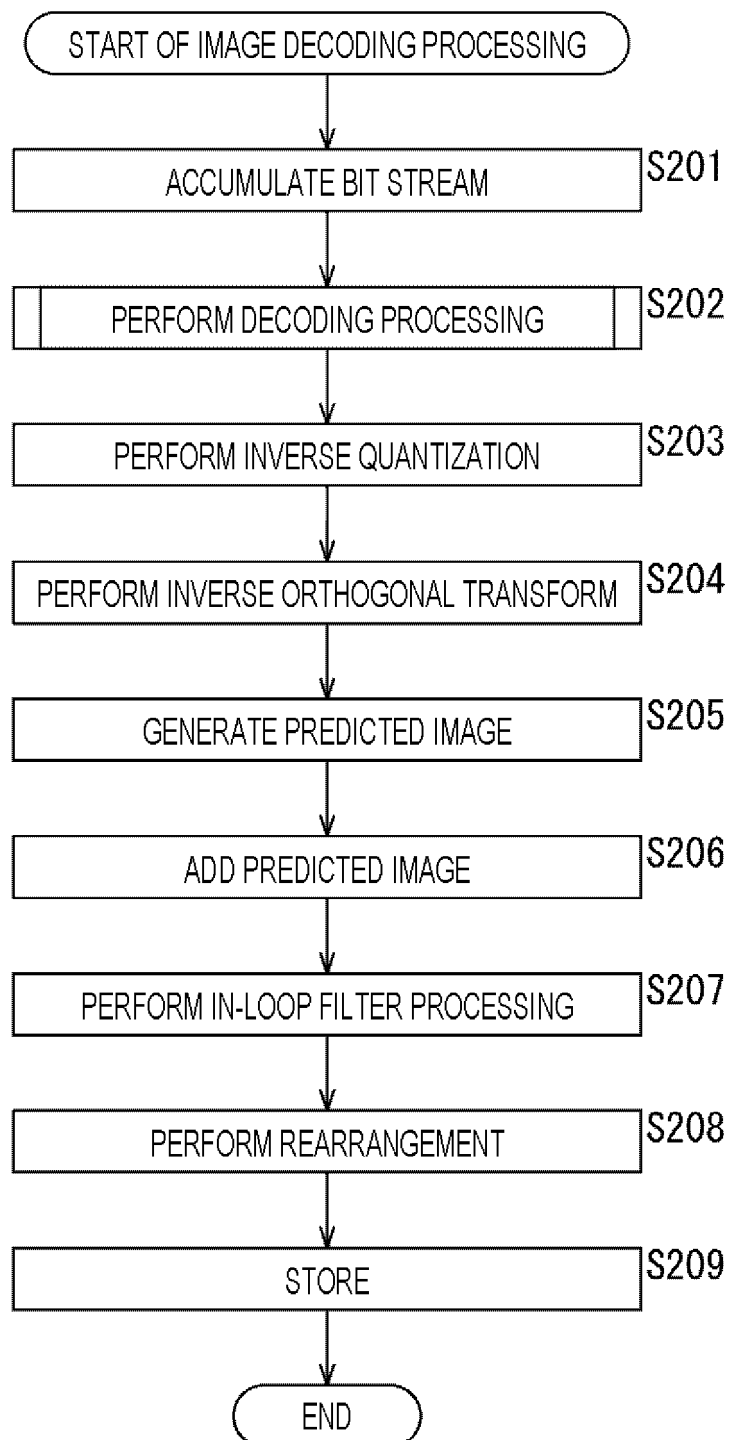 START OF IMAGE DECODING PROCESSING
ACCUMULATE BIT STREAM
S201
PERFORM DECODING PROCESSING
S202
PERFORM INVERSE QUANTIZATION
S203
PERFORM INVERSE ORTHOGONAL TRANSFORM
S204
GENERATE PREDICTED IMAGE
S205
ADD PREDICTED IMAGE
S206
PERFORM IN-LOOP FILTER PROCESSING
S207
PERFORM REARRANGEMENT
S208
STORE
S209
END